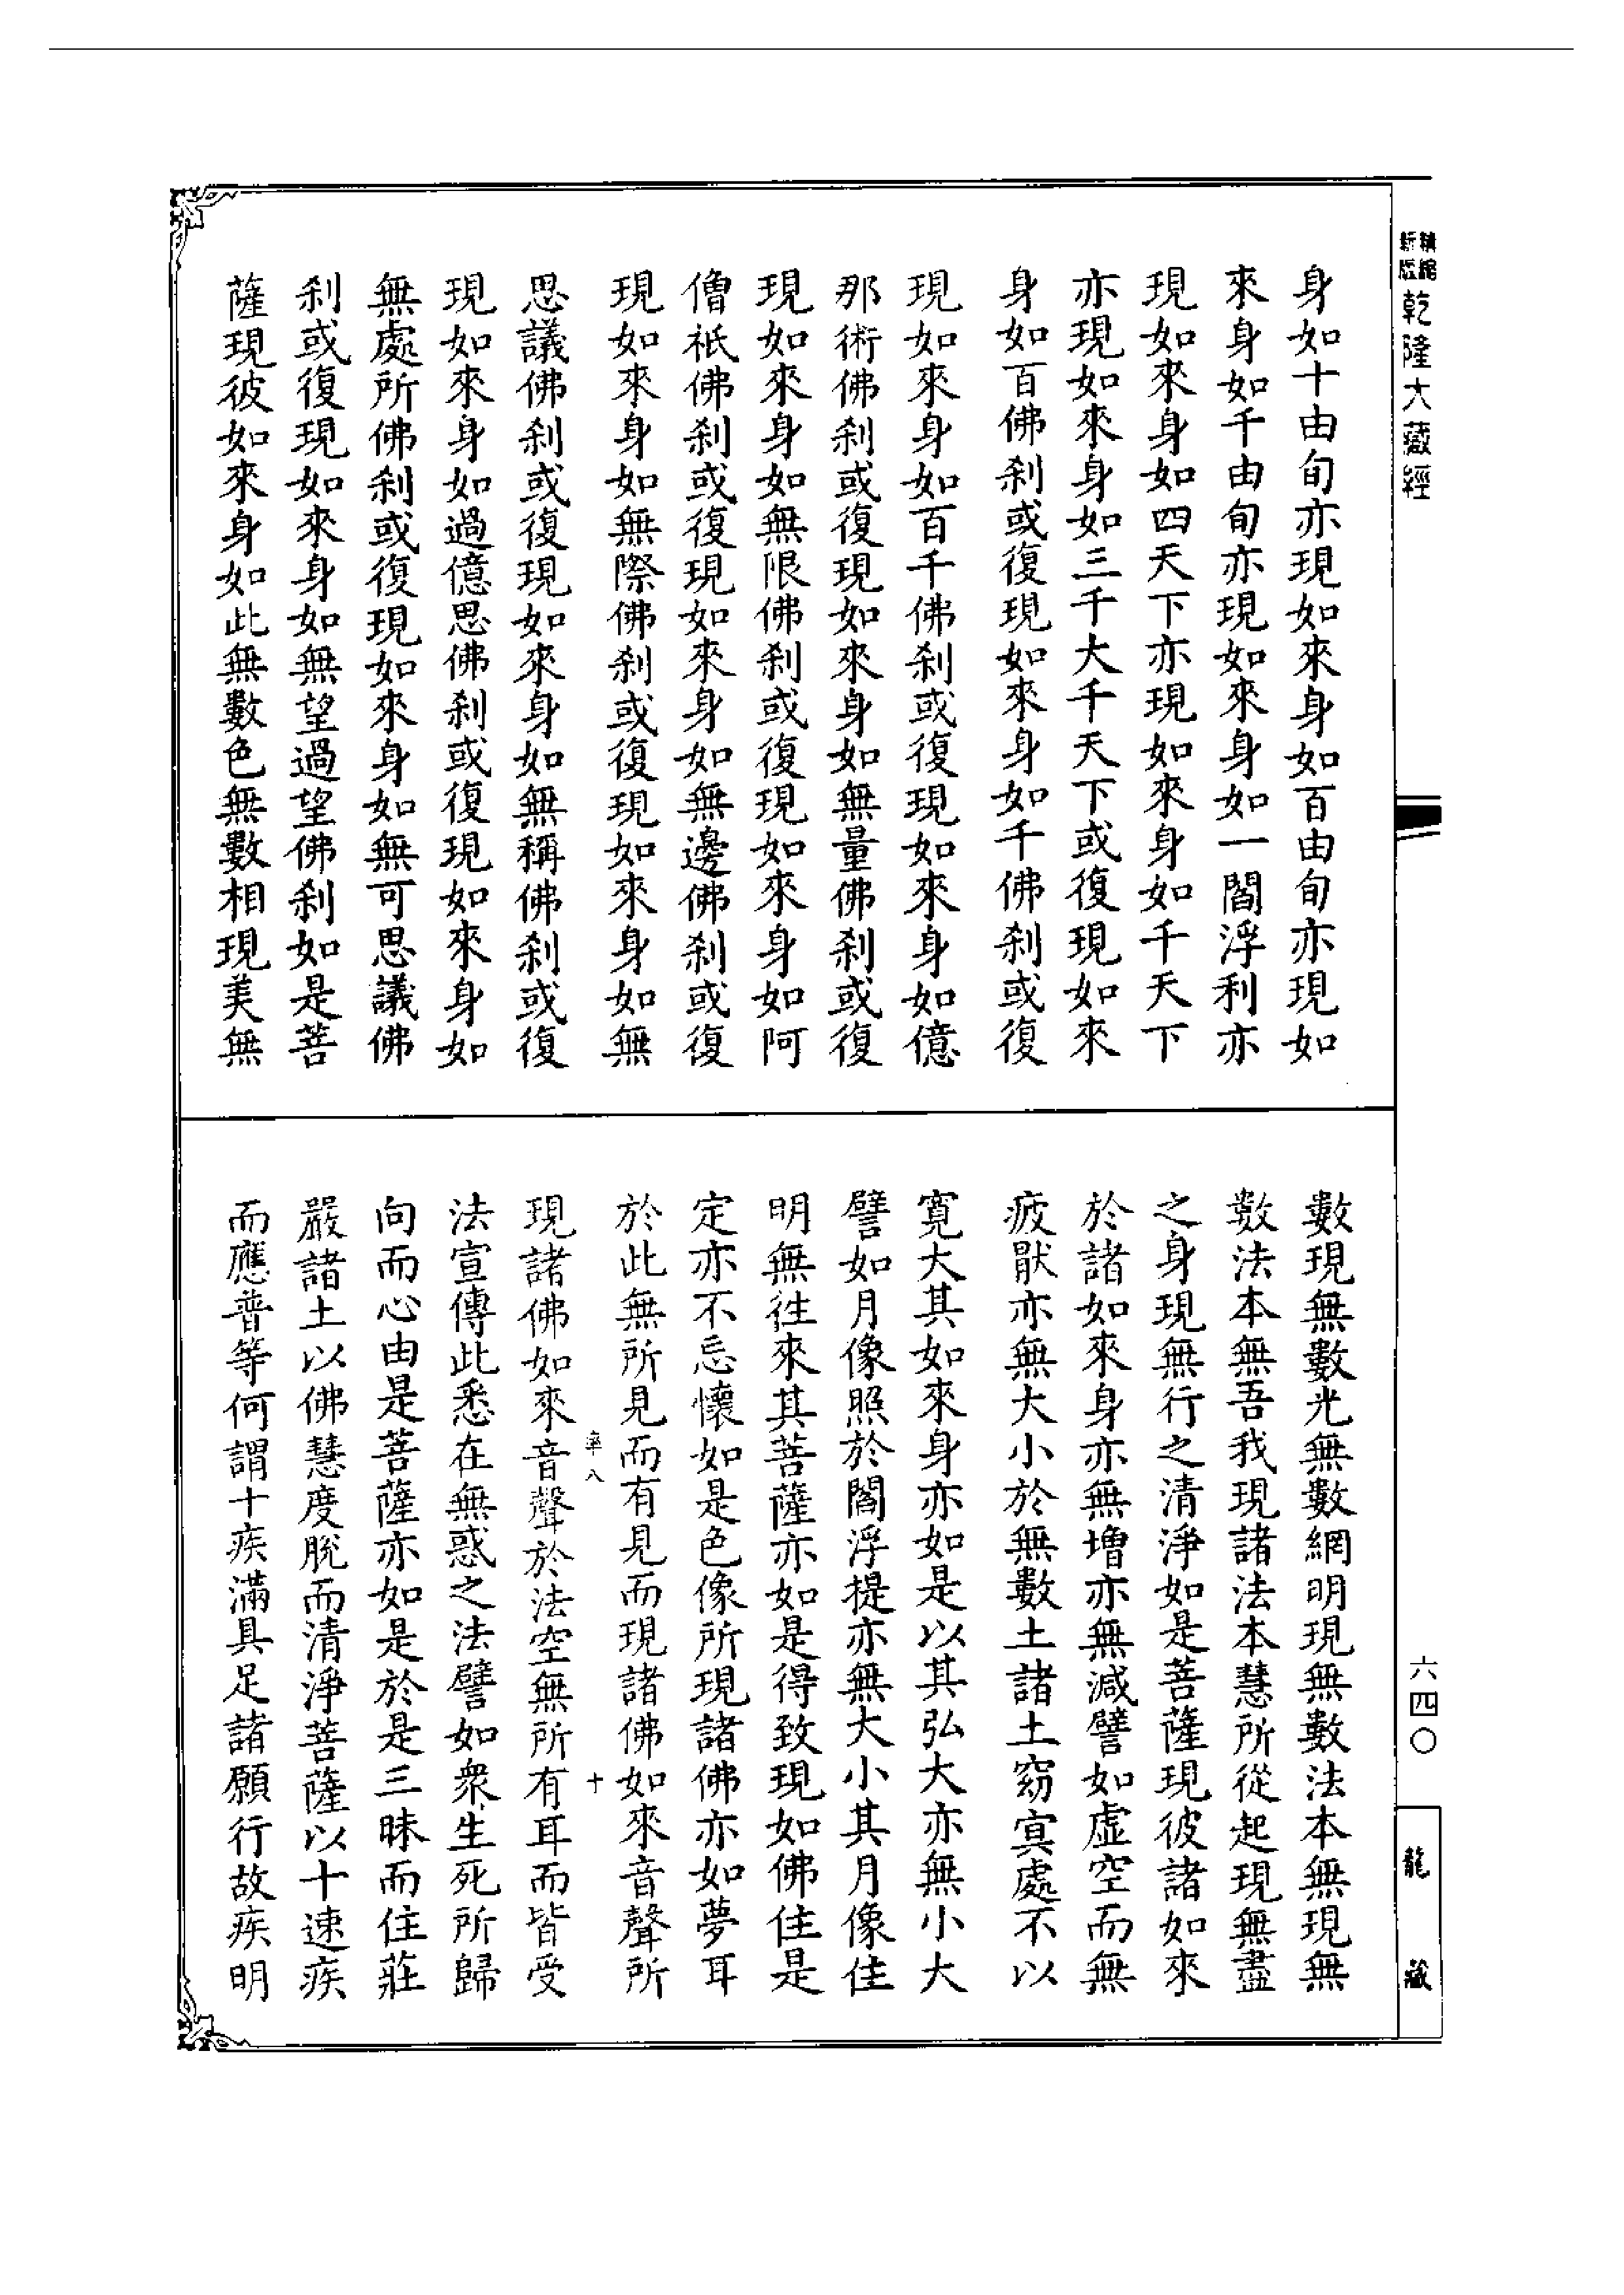 精縮新版乾隆大藏經
身如十由旬亦現如來身如百由旬亦現如
來身如千由旬亦現如來身如一閻浮利亦
現如來身如四天下亦現如來身如千天下
亦現如來身如三千大千天下或復現如來
身如百佛刹或復現如來身如千佛刹或復
現如來身如百千佛刹或復現如來身如億
那術佛刹或復現如來身如無量佛刹或復
現如來身如無限佛刹或復現如來身如阿
僧祇佛刹或復現如來身如無邊佛刹或復
現如來身如無際佛刹或復現如來身如無
思議佛刹或復現如來身如無稱佛刹或復
現如來身如過億思佛刹或復現如來身如
無處所佛刹或復現如來身如無可思議佛
刹或復現如來身如無望過望佛刹如是菩
薩現彼如來身如此無數色無數相現美無
數現無數光無數網明現無數法本無現無
數法本無吾我現諸法本慧所從起現無盡
之身現無行之清淨如是菩薩現彼諸如來
於諸如來身亦無增亦無減譬如虛空而無
疲猒亦無大小於無數土諸土窈冥處不以
寬大其如來身亦如是以其弘大亦無小大
譬如月像照於閻浮提亦無大小其月像住
明無徃來其菩薩亦如是得致現如佛住是
定亦不忘懷如是色像所現諸佛亦如夢耳
於此無所見而有見而現諸佛如來音聲所
率八 十
現諸佛如來音聲於法空無所有耳而皆受
法宣傳此悉在無惑之法譬如衆生死所歸
向而心由是菩薩亦如是於是三昧而住莊
嚴諸土以佛慧度脫而清淨菩薩以十速疾
而應普等何謂十疾滿具足諸願行故疾明
六四〇
龍藏